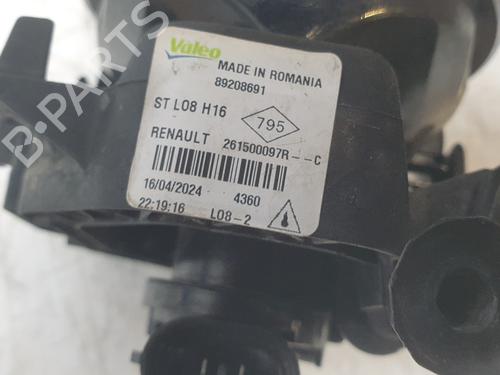 Valeo
MADE IN ROMANIA
89208691
ST L08 H16
795
RENAULT 261500097R--C
16/04/2024 4360
22:19:16 L08-2
B-PARTS